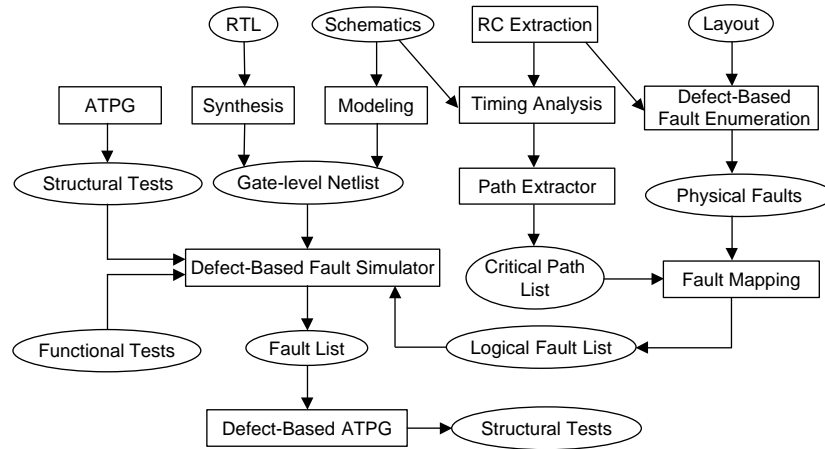 RTL
Schematics
RC Extraction
Layout
ATPG
Synthesis
Modeling
Timing Analysis
Defect-Based
Fault Enumeration
Structural Tests
Gate-level Netlist
Path Extractor
Physical Faults
Defect-Based Fault Simulator
Critical Path
List
Fault Mapping
Functional Tests
Fault List
Logical Fault List
Defect-Based ATPG
Structural Tests